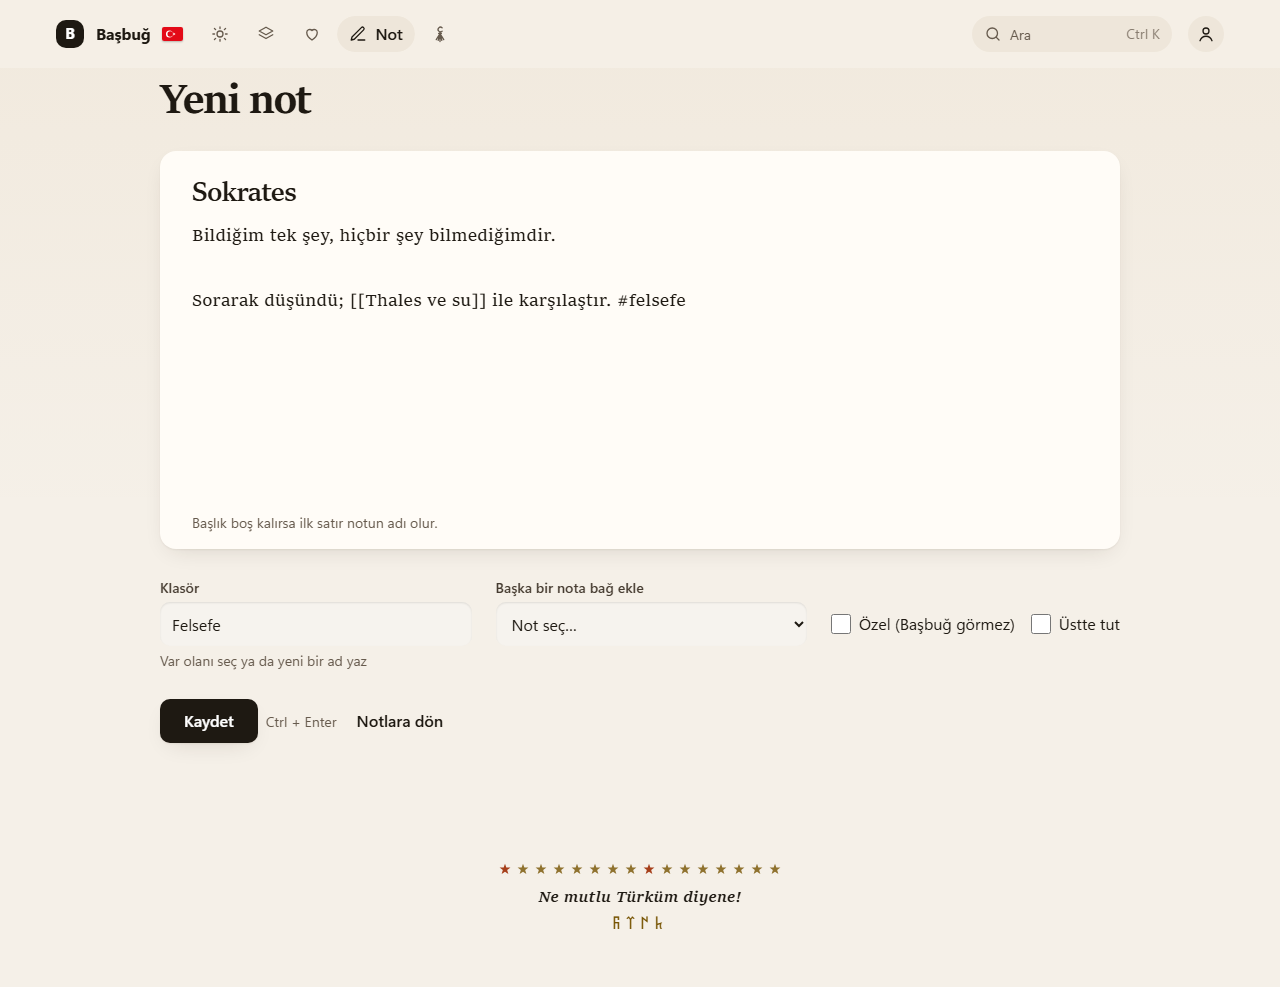 B Başbuğ Not Ara Ctrl K
Yeni not
Sokrates
Bildiğim tek şey, hiçbir şey bilmediğimdir.
Sorarak düşündü; [[Thales ve su]] ile karşılaştır. #felsefe
Başlık boş kalırsa ilk satır notun adı olur.
Klasör Başka bir nota bağ ekle
Felsefe Not seç... Özel (Başbuğ görmez) Üstte tut
Var olanı seç ya da yeni bir ad yaz
Kaydet Ctrl + Enter Notlara dön
Ne mutlu Türküm diyene!